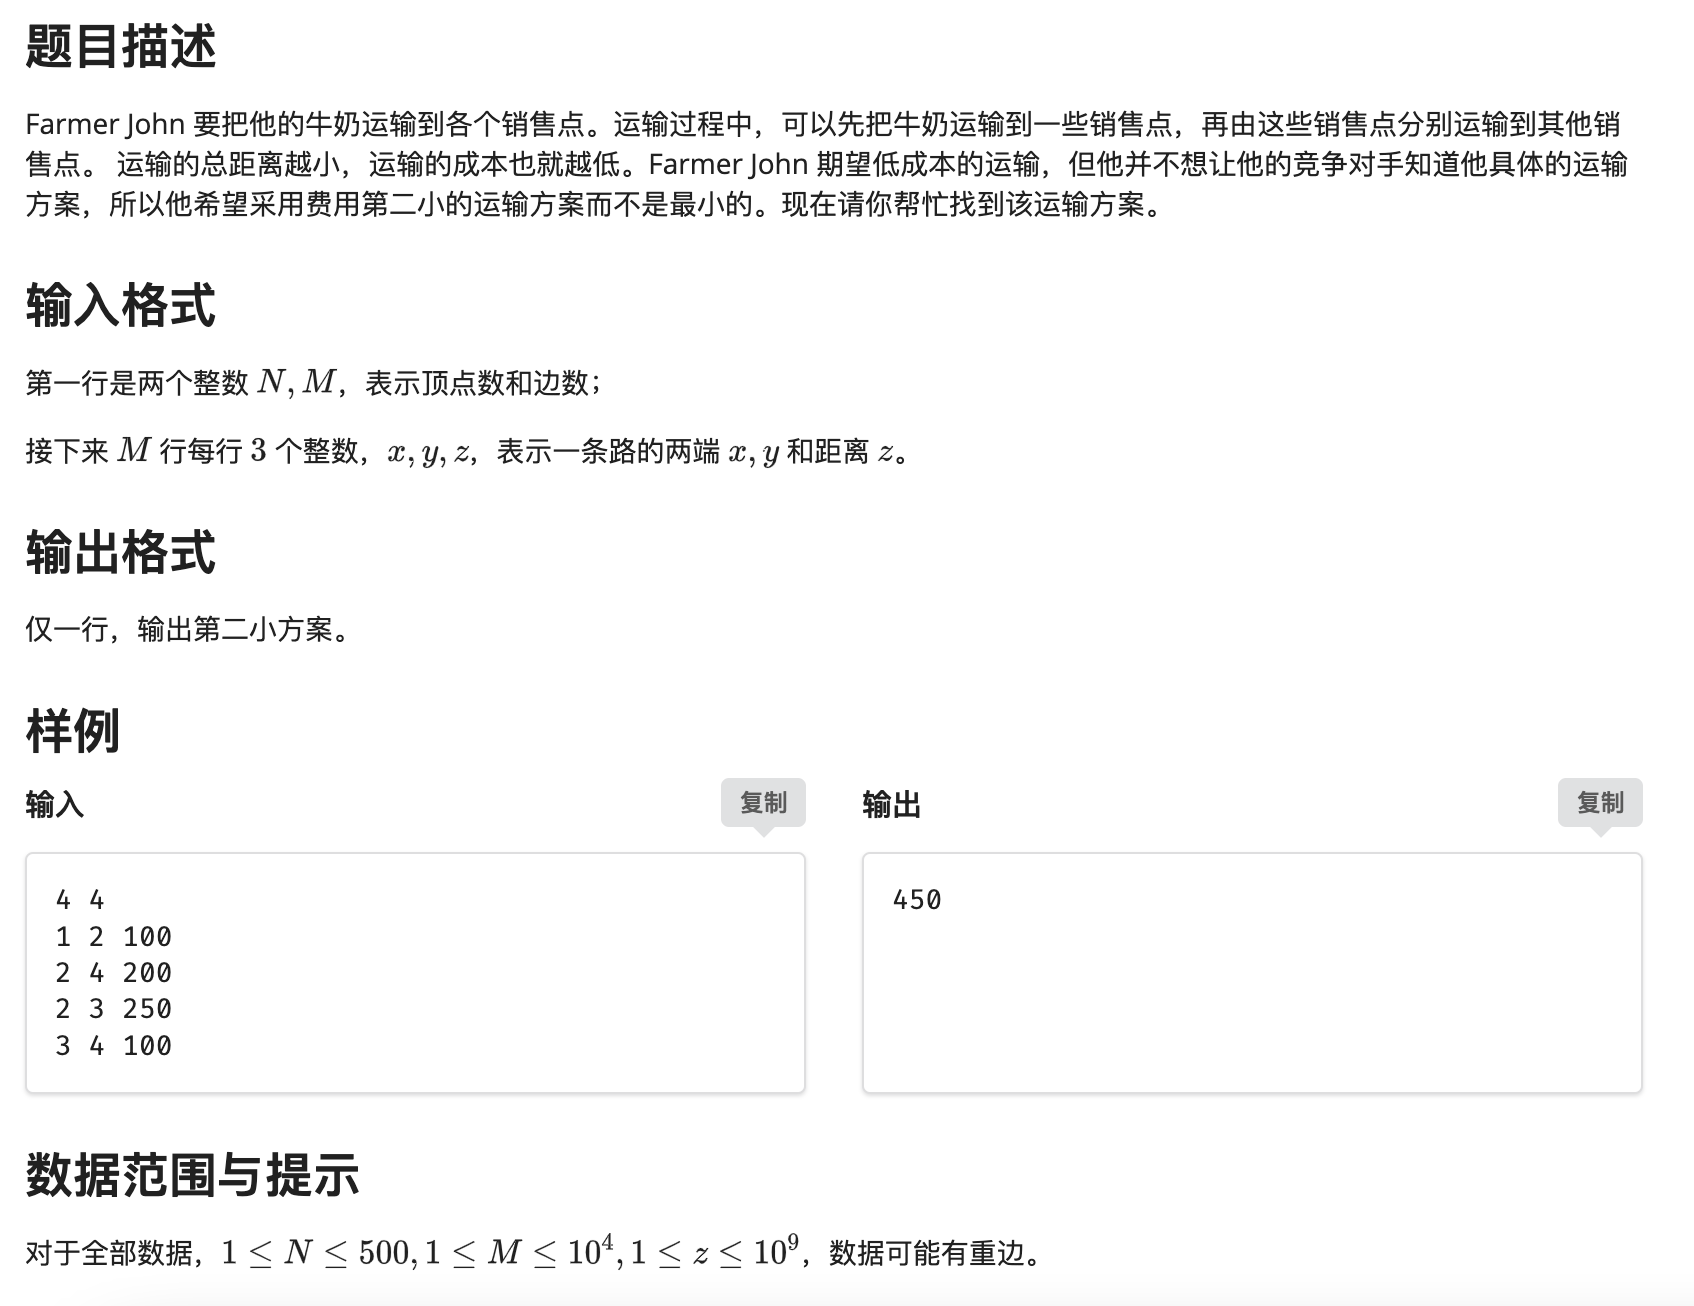 题目描述
Farmer John 要把他的牛奶运输到各个销售点。运输过程中，可以先把牛奶运输到一些销售点，再由这些销售点分别运输到其他销
售点。 运输的总距离越小，运输的成本也就越低。Farmer John 期望低成本的运输，但他并不想让他的竞争对手知道他具体的运输
方案，所以他希望采用费用第二小的运输方案而不是最小的。现在请你帮忙找到该运输方案。
输入格式
第一行是两个整数 N, M，表示顶点数和边数；
接下来 M 行每行 3 个整数，x, y, z，表示一条路的两端 x, y 和距离 z。
输出格式
仅一行，输出第二小方案。
样例
输入 复制
4 4
1 2 100
2 4 200
2 3 250
3 4 100
输出 复制
450
数据范围与提示
对于全部数据，1 ≤ N ≤ 500, 1 ≤ M ≤ 10^4, 1 ≤ z ≤ 10^9，数据可能有重边。